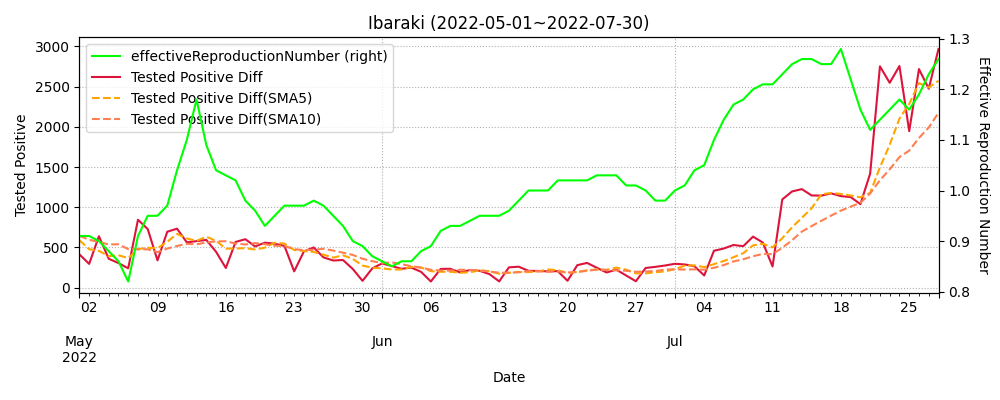 Ibaraki (2022-05-01~2022-07-30)
effectiveReproductionNumber (right)
Tested Positive Diff
Tested Positive Diff(SMA5)
Tested Positive Diff(SMA10)
Tested Positive
3000
2500
2000
1500
1000
500
0
1.3
1.2
1.1
1.0
0.9
0.8
Effective Reproduction Number
02 09 16 23 30 06 13 20 27 04 11 18 25
May Jun Jul
2022
Date